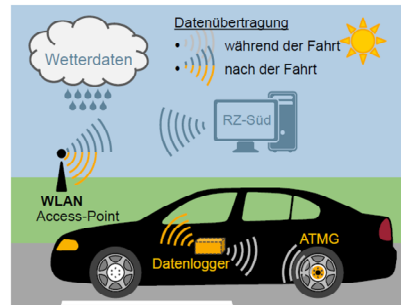 Datenübertragung
• während der Fahrt
• nach der Fahrt
Wetterdaten
RZ-Süd
WLAN
Access-Point
ATMG
Datenlogger